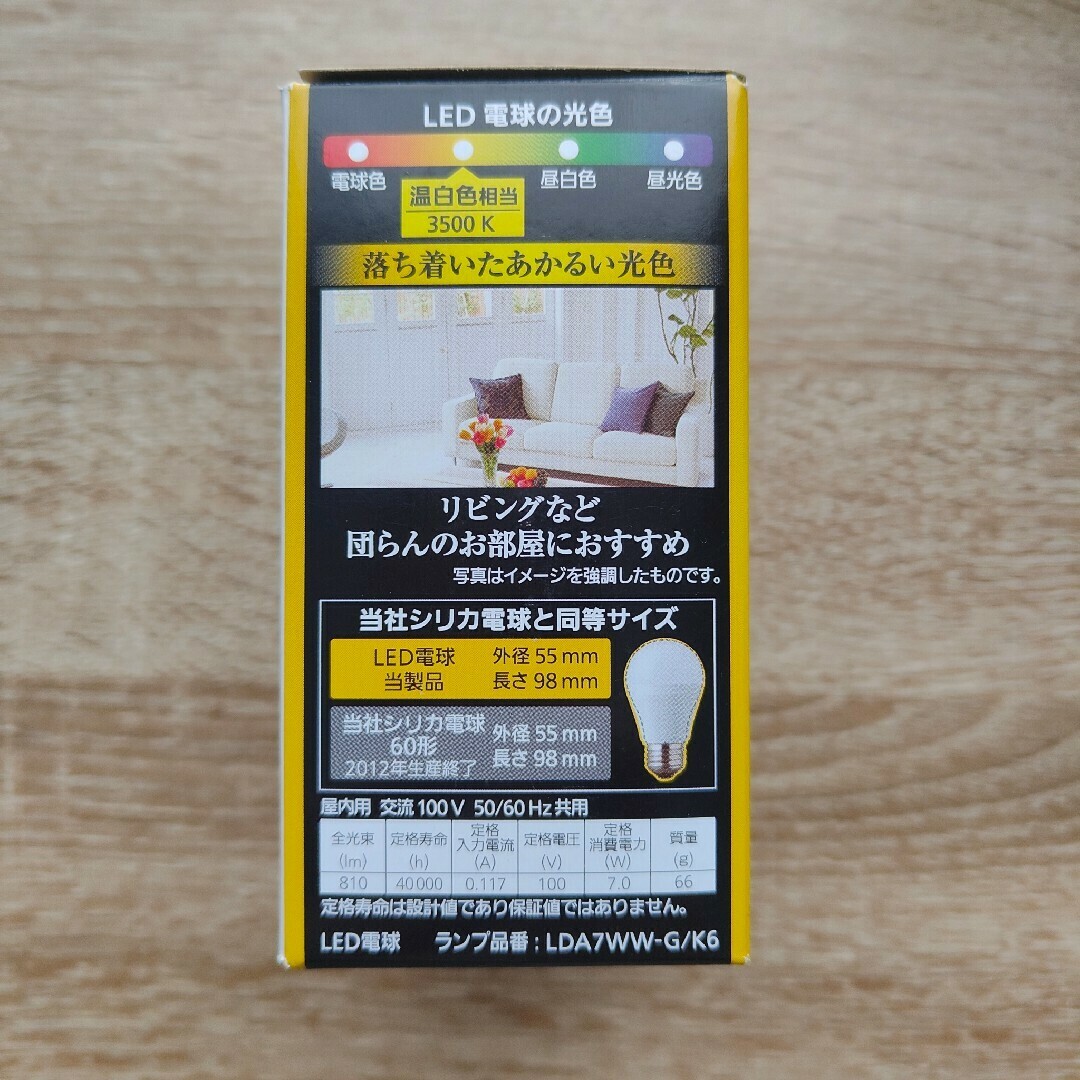 LED 電球の光色
電球色
温白色相当
3500 K
昼白色
昼光色
落ち着いたあかるい光色
リビングなど
団らんのお部屋におすすめ
写真はイメージを強調したものです。
当社シリカ電球と同等サイズ
LED電球 外径 55 mm
当製品 長さ 98 mm
当社シリカ電球
60形
2012年生産終了
外径 55 mm
長さ 98 mm
屋内用 交流 100 V 50/60 Hz 共用
全光束 (lm) 定格寿命 (h) 定格入力電流 (A) 定格電圧 (V) 定格消費電力 (W) 質量 (g)
810 40000 0.117 100 7.0 66
定格寿命は設計値であり保証値ではありません。
LED電球 ランプ品番 : LDA7WW-G/K6